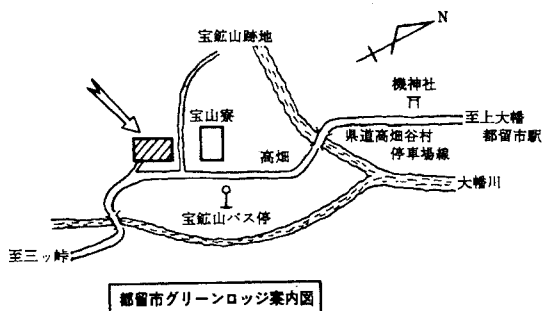 N
宝鉱山跡地
機神社
宝山寮
至上大幡
都留市駅
高畑
県道高畑谷村
停車場線
大幡川
宝鉱山バス停
至三ッ峠
都留市グリーンロッジ案内図